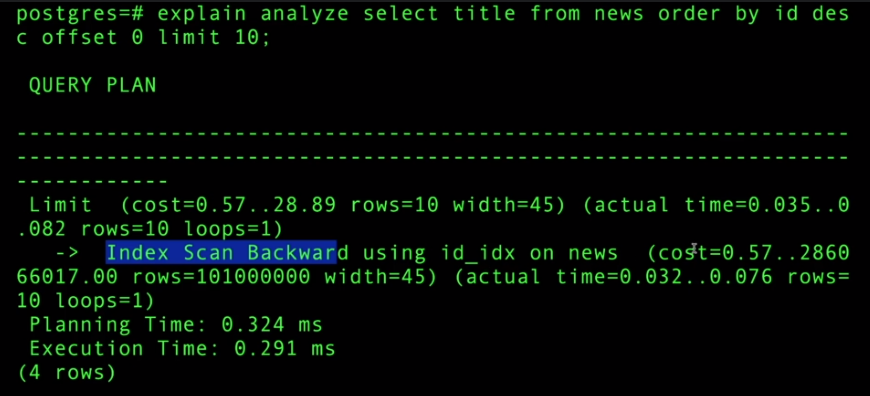 postgres=# explain analyze select title from news order by id des
c offset 0 limit 10;
QUERY PLAN
-----------------------------------------------------------------
-----------------------------------------------------------------
------------
Limit  (cost=0.57..28.89 rows=10 width=45) (actual time=0.035..0
.082 rows=10 loops=1)
->  Index Scan Backward using id_idx on news  (cost=0.57..2860
66017.00 rows=101000000 width=45) (actual time=0.032..0.076 rows=
10 loops=1)
Planning Time: 0.324 ms
Execution Time: 0.291 ms
(4 rows)